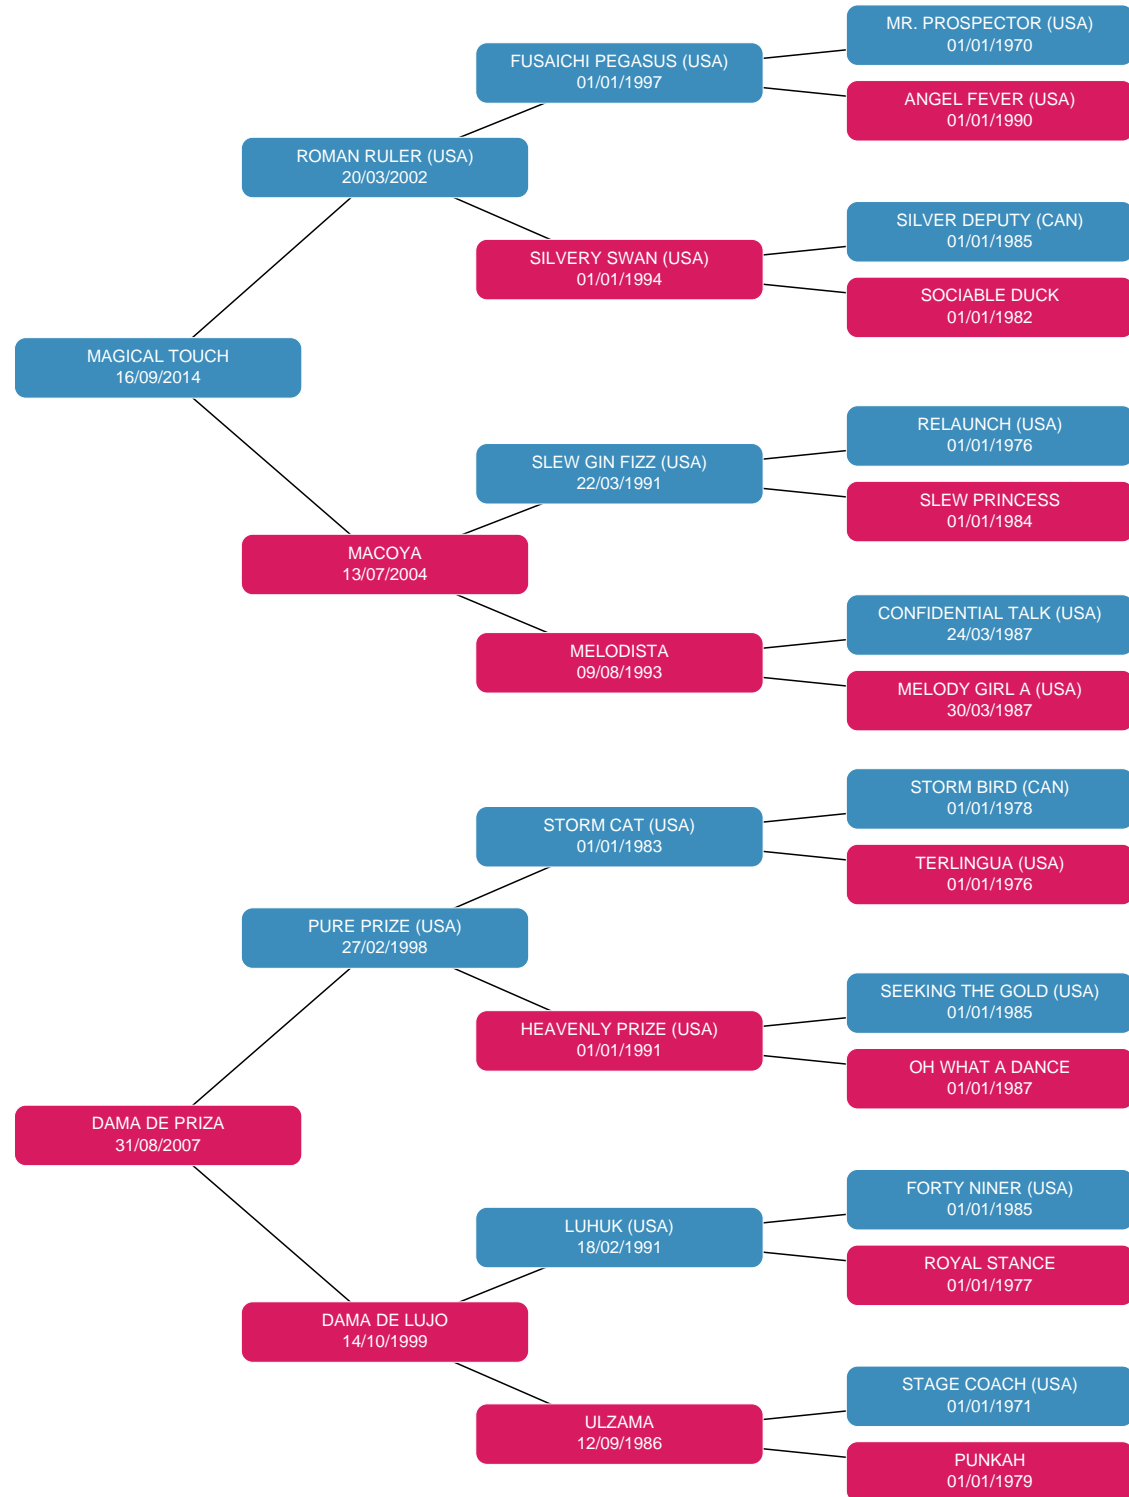 MR. PROSPECTOR (USA)
01/01/1970
FUSAICHI PEGASUS (USA)
01/01/1997
ANGEL FEVER (USA)
01/01/1990
ROMAN RULER (USA)
20/03/2002
SILVER DEPUTY (CAN)
01/01/1985
SILVERY SWAN (USA)
01/01/1994
SOCIABLE DUCK
01/01/1982
MAGICAL TOUCH
16/09/2014
RELAUNCH (USA)
01/01/1976
SLEW GIN FIZZ (USA)
22/03/1991
SLEW PRINCESS
01/01/1984
MACOYA
13/07/2004
CONFIDENTIAL TALK (USA)
24/03/1987
MELODISTA
09/08/1993
MELODY GIRL A (USA)
30/03/1987
STORM BIRD (CAN)
01/01/1978
STORM CAT (USA)
01/01/1983
TERLINGUA (USA)
01/01/1976
PURE PRIZE (USA)
27/02/1998
SEEKING THE GOLD (USA)
01/01/1985
HEAVENLY PRIZE (USA)
01/01/1991
OH WHAT A DANCE
01/01/1987
DAMA DE PRIZA
31/08/2007
FORTY NINER (USA)
01/01/1985
LUHUK (USA)
18/02/1991
ROYAL STANCE
01/01/1977
DAMA DE LUJO
14/10/1999
STAGE COACH (USA)
01/01/1971
ULZAMA
12/09/1986
PUNKAH
01/01/1979